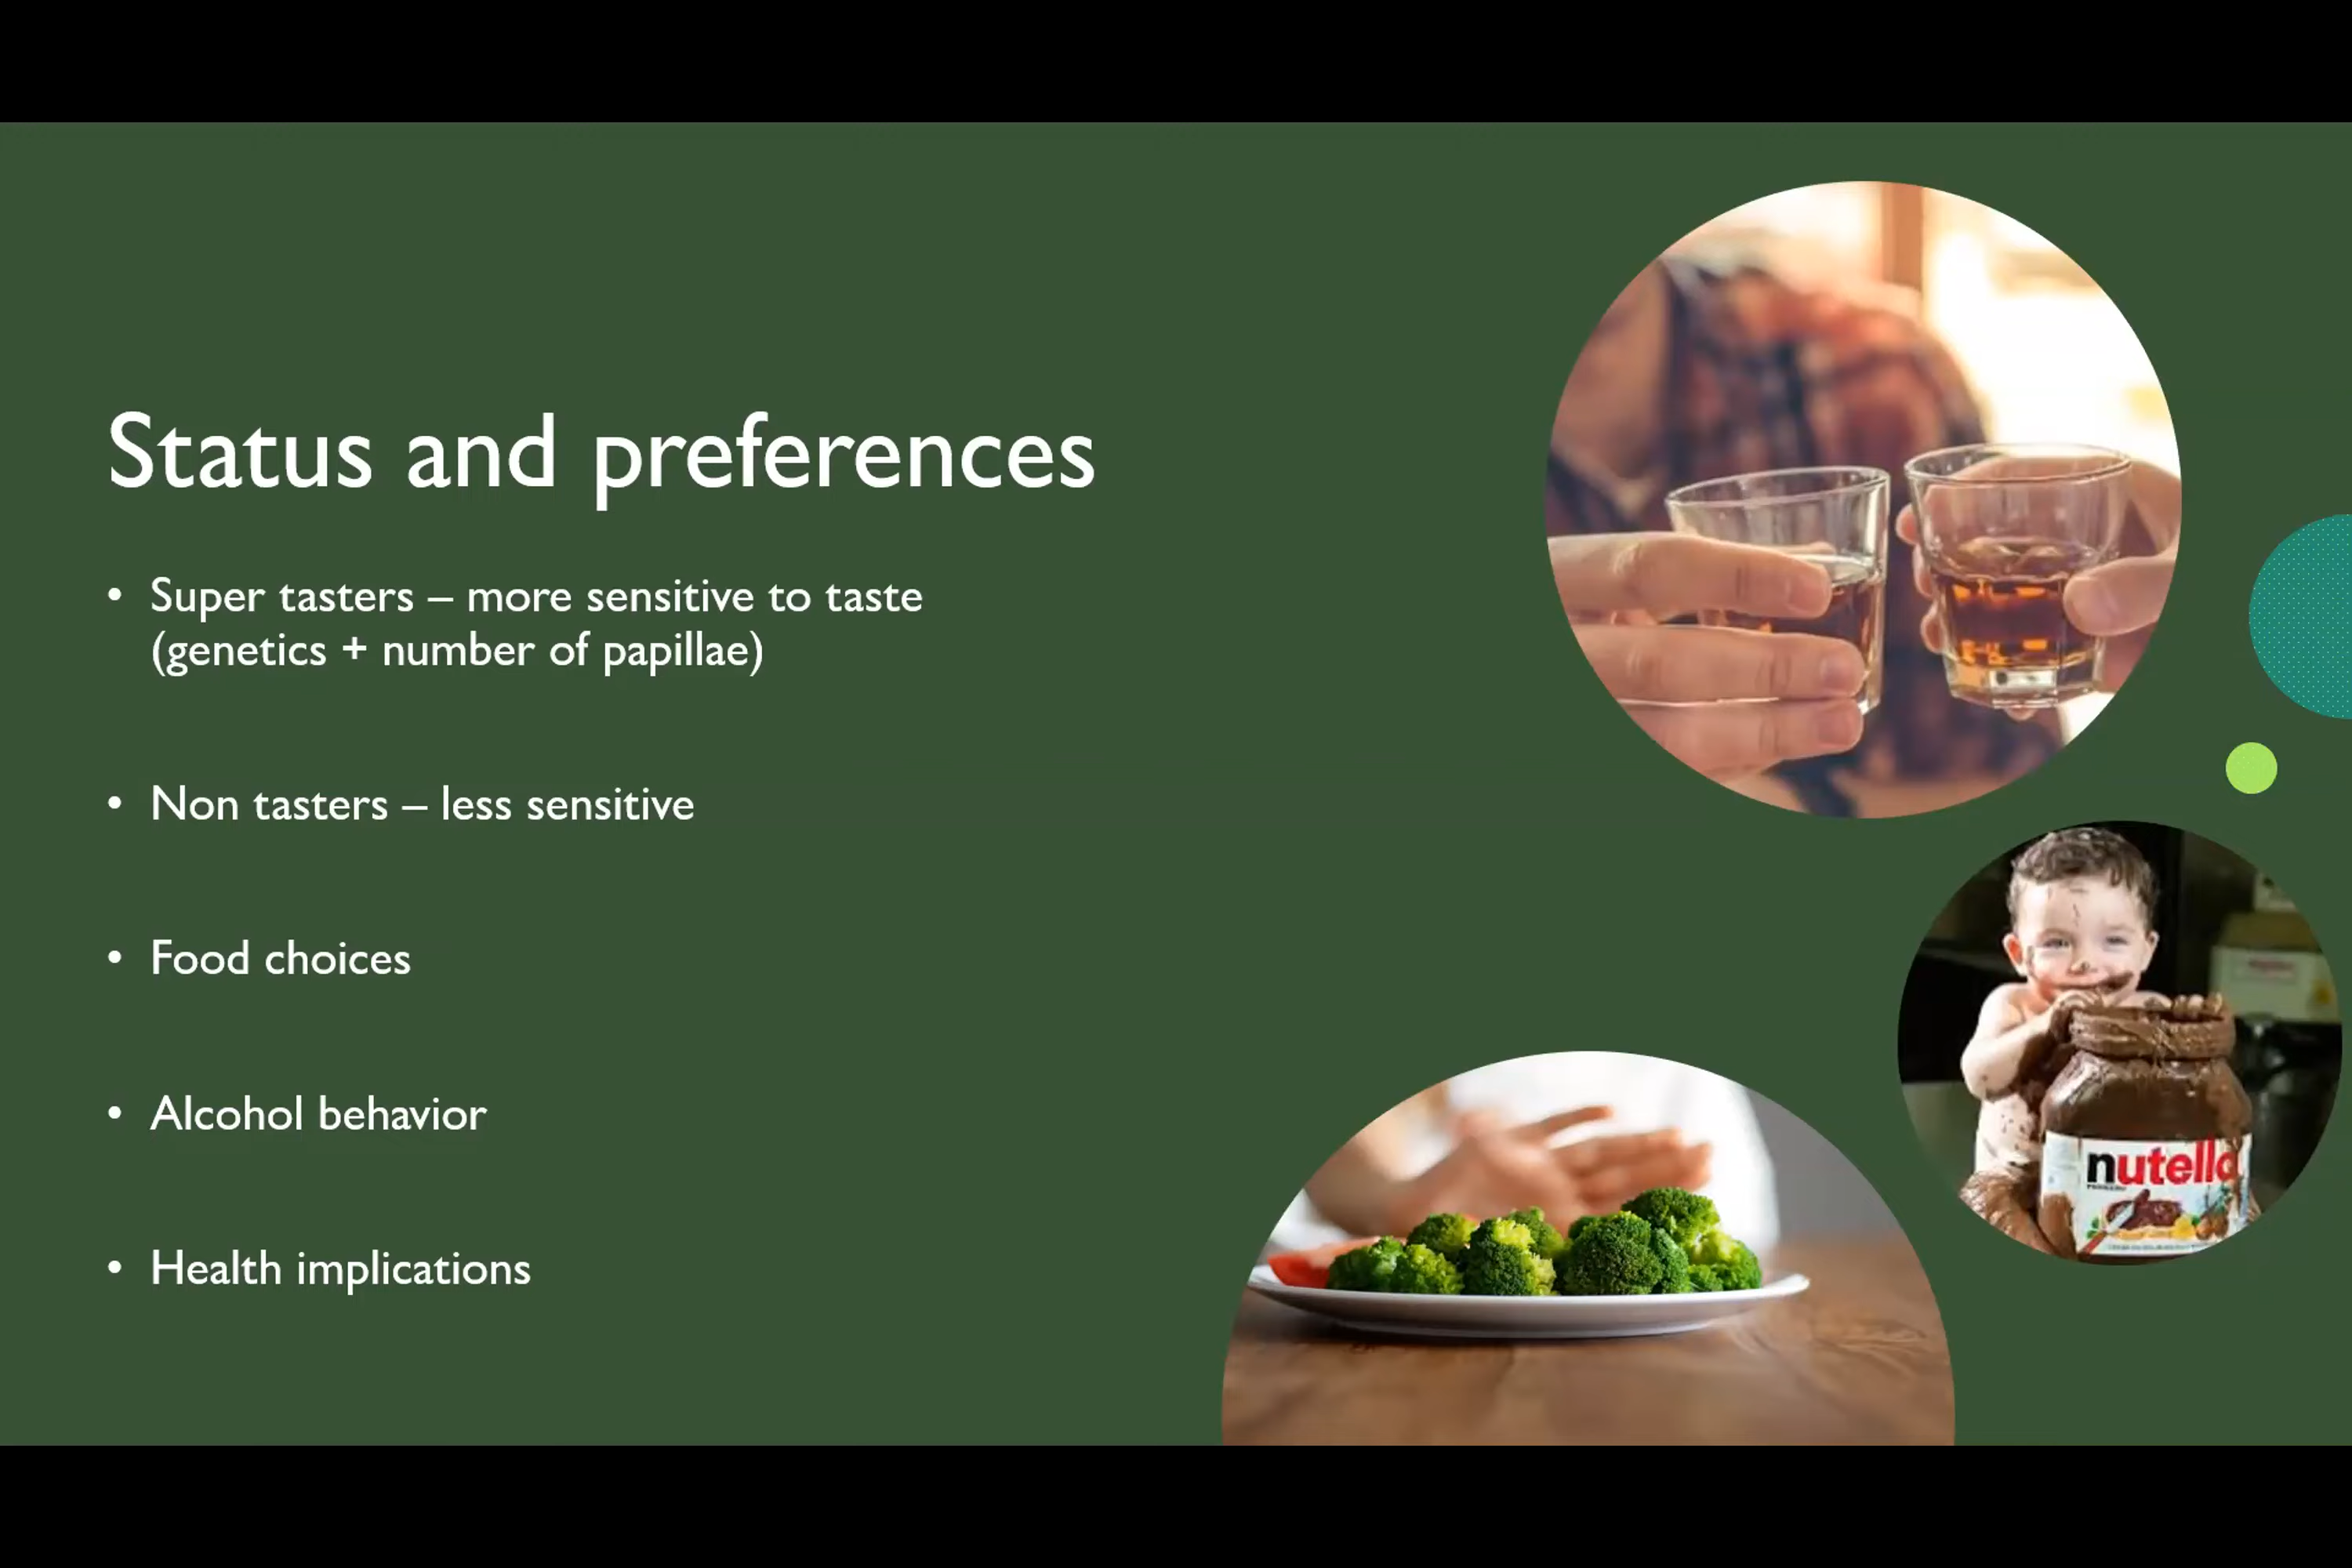 Status and preferences
• Super tasters – more sensitive to taste
(genetics + number of papillae)
• Non tasters – less sensitive
• Food choices
• Alcohol behavior
• Health implications
nutella